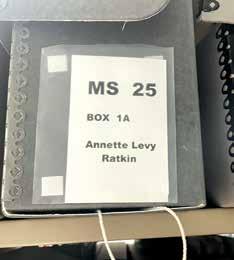 MS 25
BOX 1A
Annette Levy
Ratkin